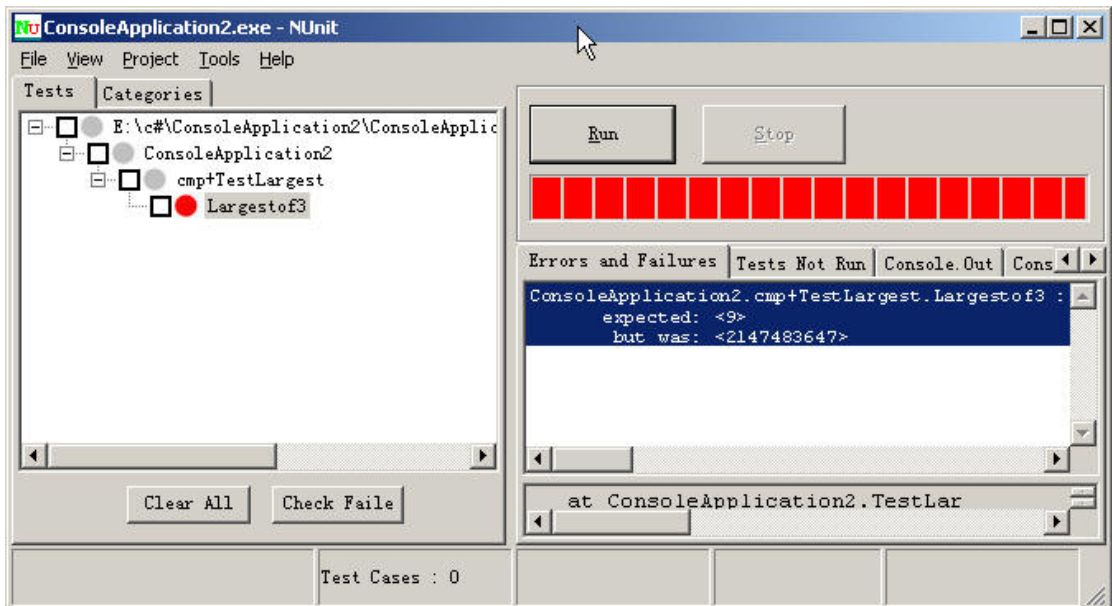 Nu ConsoleApplication2.exe - NUnit
File View Project Tools Help
Tests Categories
E:\c#\ConsoleApplication2\ConsoleApplic
ConsoleApplication2
cmp+TestLargest
Largestof3
Clear All Check Faile
Run Stop
Errors and Failures Tests Not Run Console.Out Cons
ConsoleApplication2.cmp+TestLargest.Largestof3 :
expected: <9>
but was: <2147483647>
at ConsoleApplication2.TestLar
Test Cases : 0